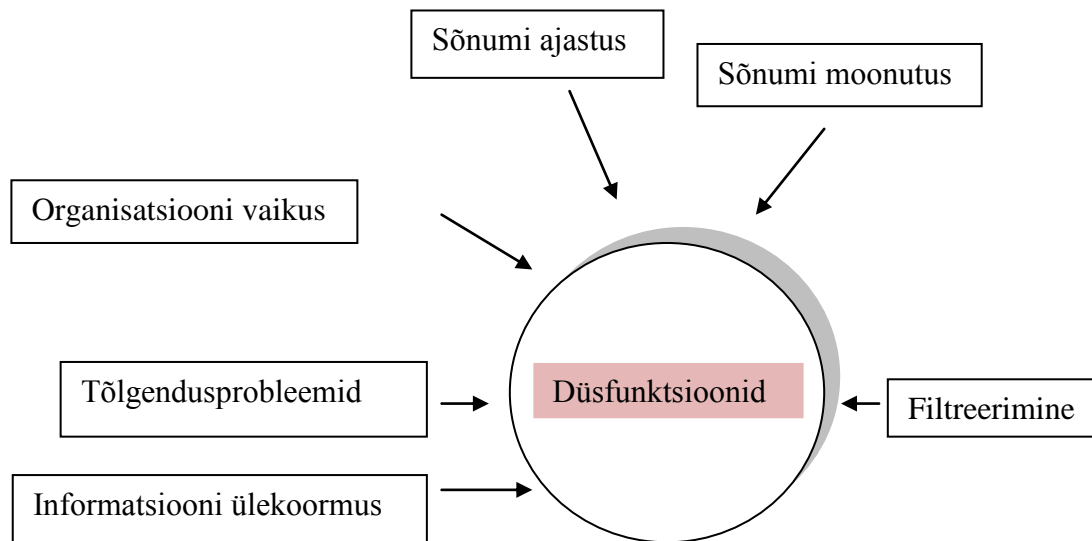 Sõnumi ajastus
Sõnumi moonutus
Organisatsiooni vaikus
Tõlgendusprobleemid
Düsfunktsioonid
Filtreerimine
Informatsiooni ülekoormus